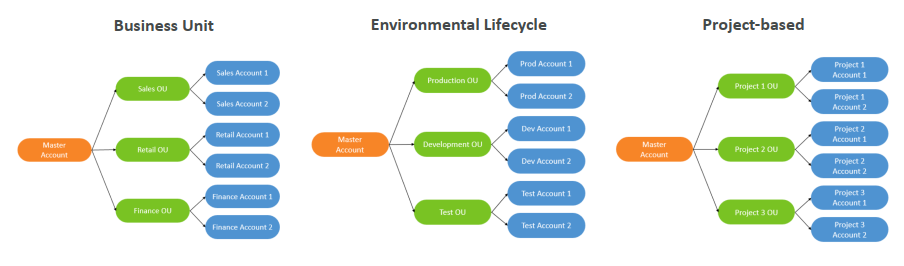 Business Unit
Master
Account
Sales OU
Sales Account 1
Sales Account 2
Retail OU
Retail Account 1
Retail Account 2
Finance OU
Finance Account 1
Finance Account 2
Environmental Lifecycle
Master
Account
Production OU
Prod Account 1
Prod Account 2
Development OU
Dev Account 1
Dev Account 2
Test OU
Test Account 1
Test Account 2
Project-based
Master
Account
Project 1 OU
Project 1
Account 1
Project 1
Account 2
Project 2 OU
Project 2
Account 1
Project 2
Account 2
Project 3 OU
Project 3
Account 1
Project 3
Account 2